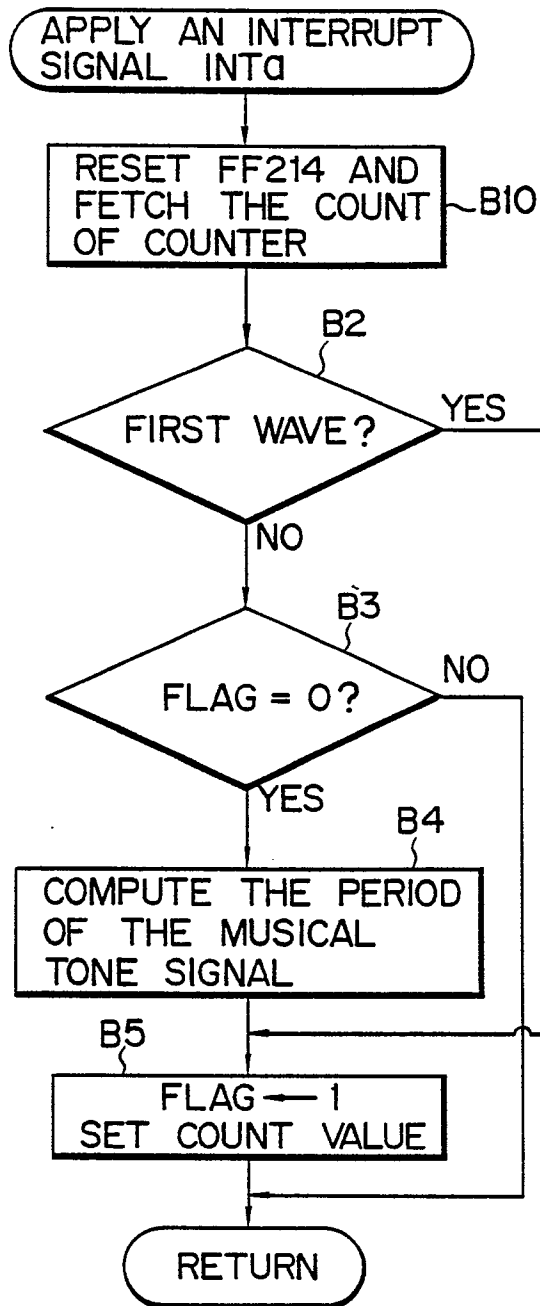 APPLY AN INTERRUPT
SIGNAL INTa
RESET FF214 AND
FETCH THE COUNT
OF COUNTER
B10
B2
FIRST WAVE?
YES
NO
B3
FLAG = 0?
NO
YES
B4
COMPUTE THE PERIOD
OF THE MUSICAL
TONE SIGNAL
B5
FLAG ← 1
SET COUNT VALUE
RETURN